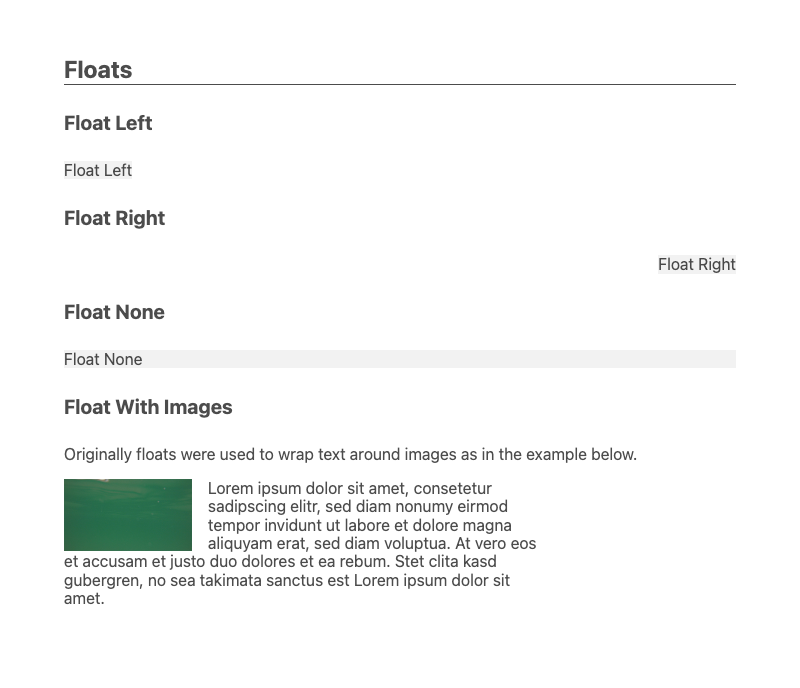 Floats
Float Left
Float Left
Float Right
Float Right
Float None
Float None
Float With Images
Originally floats were used to wrap text around images as in the example below.
Lorem ipsum dolor sit amet, consetetur
sadipscing elitr, sed diam nonumy eirmod
tempor invidunt ut labore et dolore magna
aliquyam erat, sed diam voluptua. At vero eos
et accusam et justo duo dolores et ea rebum. Stet clita kasd
gubergren, no sea takimata sanctus est Lorem ipsum dolor sit
amet.